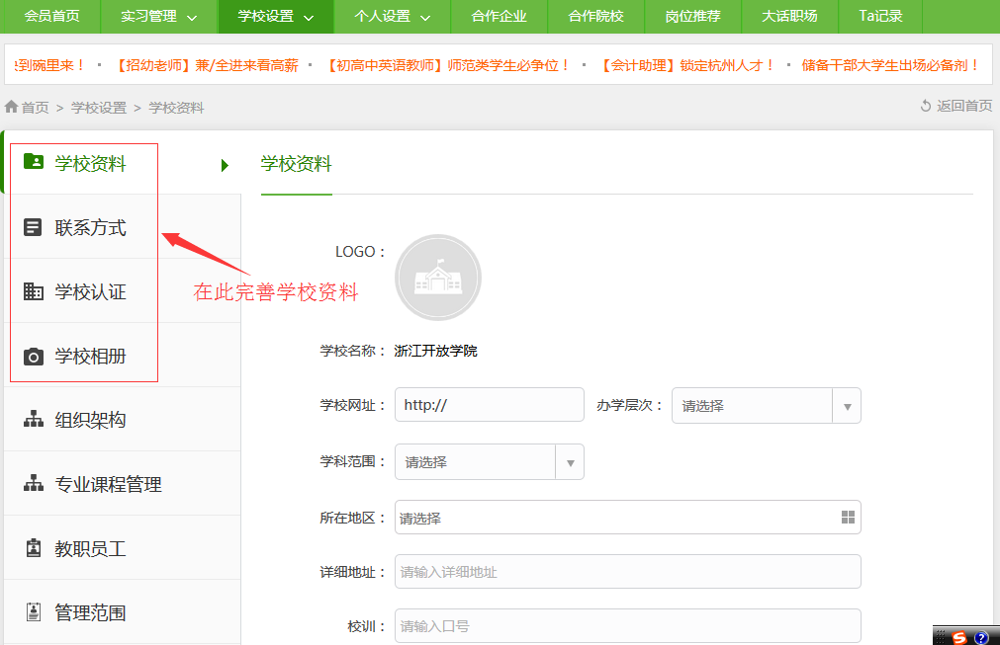 会员首页 实习管理 学校设置 个人设置 合作企业 合作院校 岗位推荐 大话职场 Ta记录
到碗里来！ · 【招幼老师】兼/全进来看高薪 · 【初高中英语教师】师范类学生必争位！ · 【会计助理】锁定杭州人才！ · 储备干部大学生出场必备剂！
首页 > 学校设置 > 学校资料 返回首页
学校资料
联系方式
学校认证
学校相册
组织架构
专业课程管理
教职员工
管理范围
在此完善学校资料
学校资料
LOGO：
学校名称： 浙江开放学院
学校网址： http:// 办学层次： 请选择
学科范围： 请选择
所在地区： 请选择
详细地址： 请输入详细地址
校训： 请输入口号